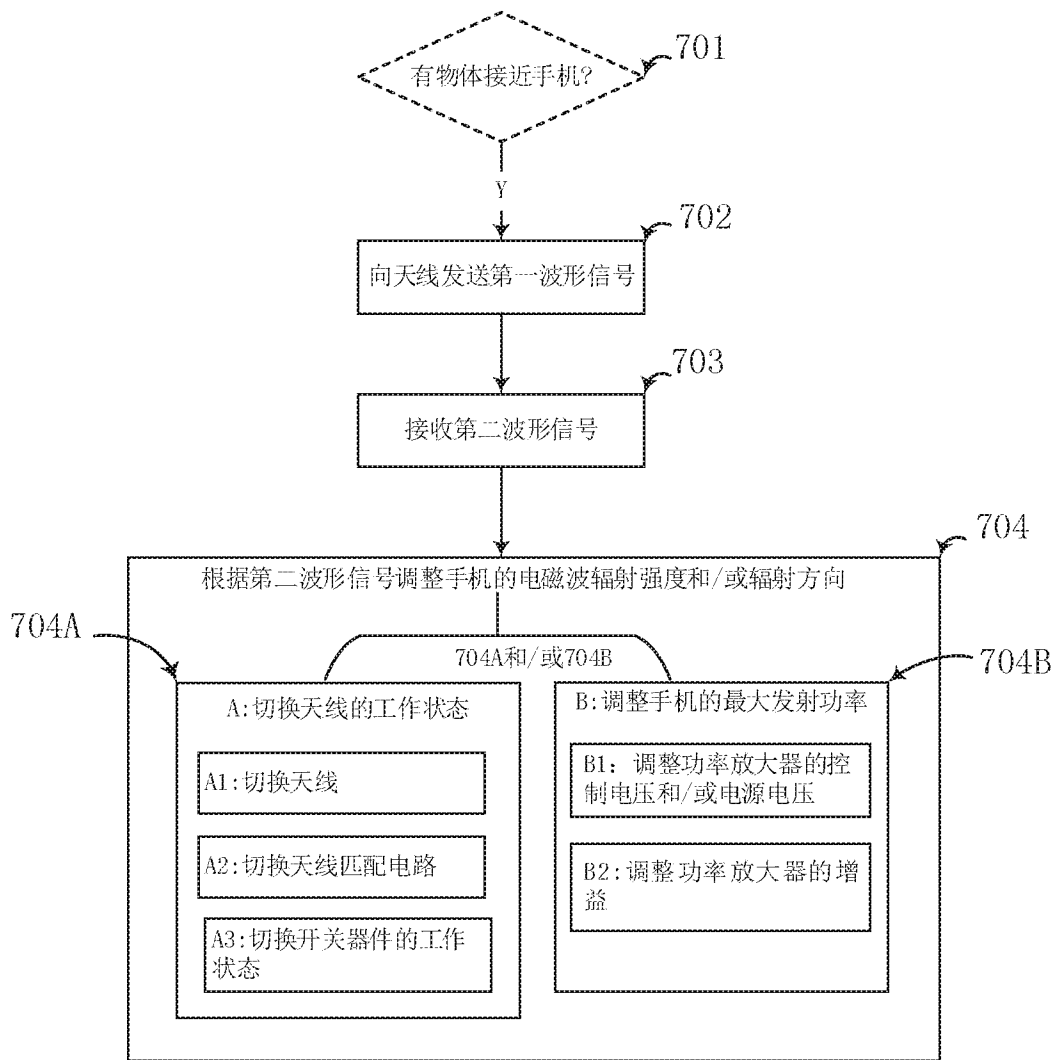 701
有物体接近手机?
Y
702
向天线发送第一波形信号
703
接收第二波形信号
704
根据第二波形信号调整手机的电磁波辐射强度和/或辐射方向
704A
704A和/或704B
704B
A:切换天线的工作状态
A1:切换天线
A2:切换天线匹配电路
A3:切换开关器件的工作
状态
B:调整手机的最大发射功率
B1：调整功率放大器的控
制电压和/或电源电压
B2:调整功率放大器的增
益